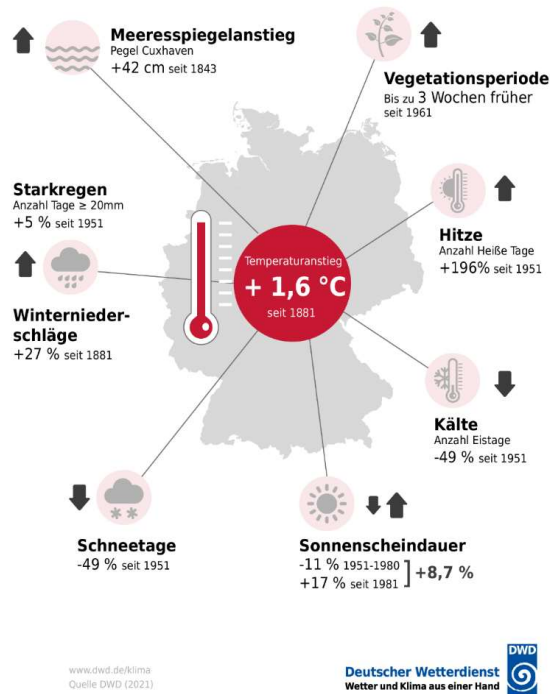 Meeresspiegelanstieg
Pegel Cuxhaven
+42 cm seit 1843
Vegetationsperiode
Bis zu 3 Wochen früher
seit 1961
Starkregen
Anzahl Tage ≥ 20mm
+5 % seit 1951
Winternieder-
schläge
+27 % seit 1881
Temperaturanstieg
+ 1,6 °C
seit 1881
Hitze
Anzahl Heiße Tage
+196% seit 1951
Kälte
Anzahl Eistage
-49 % seit 1951
Schneetage
-49 % seit 1951
Sonnenscheindauer
-11 % 1951-1980
+17 % seit 1981
+8,7 %
www.dwd.de/klima
Quelle DWD (2021)
Deutscher Wetterdienst
Wetter und Klima aus einer Hand
DWD